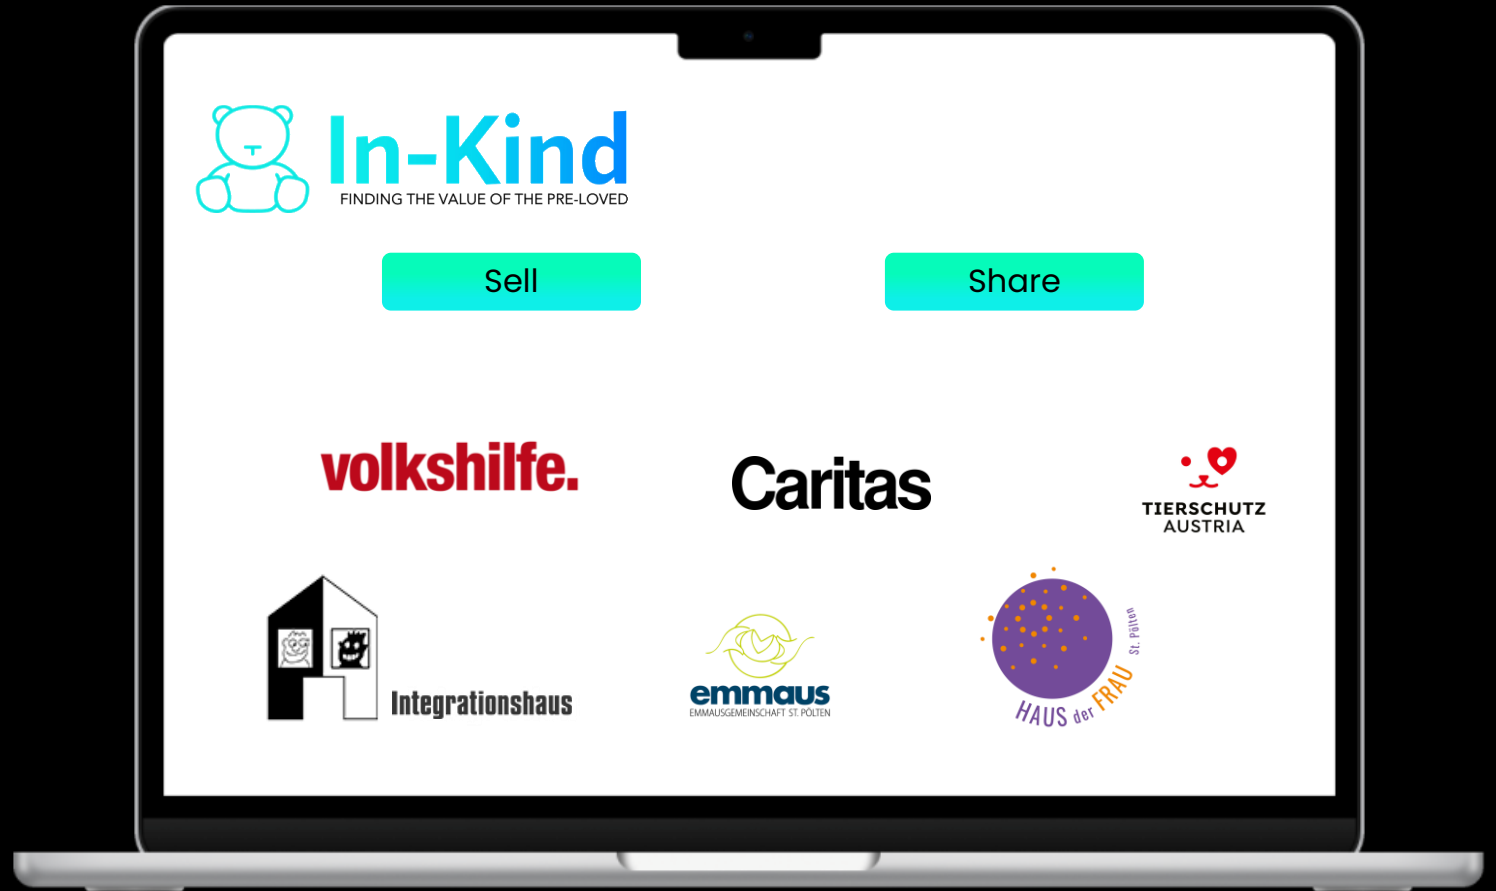 In-Kind
FINDING THE VALUE OF THE PRE-LOVED
Sell
Share
volkshilfe.
Caritas
TIERSCHUTZ
AUSTRIA
Integrationshaus
emmaus
EMMAUSGEMEINSCHAFT ST. PÖLTEN
HAUS der FRAU St. Pölten